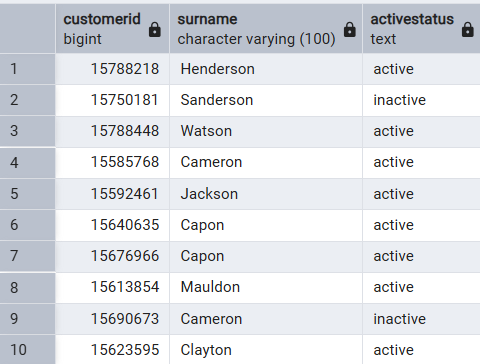 customerid surname activestatus
bigint character varying (100) text
1 15788218 Henderson active
2 15750181 Sanderson inactive
3 15788448 Watson active
4 15585768 Cameron active
5 15592461 Jackson active
6 15640635 Capon active
7 15676966 Capon active
8 15613854 Mauldon active
9 15690673 Cameron inactive
10 15623595 Clayton active